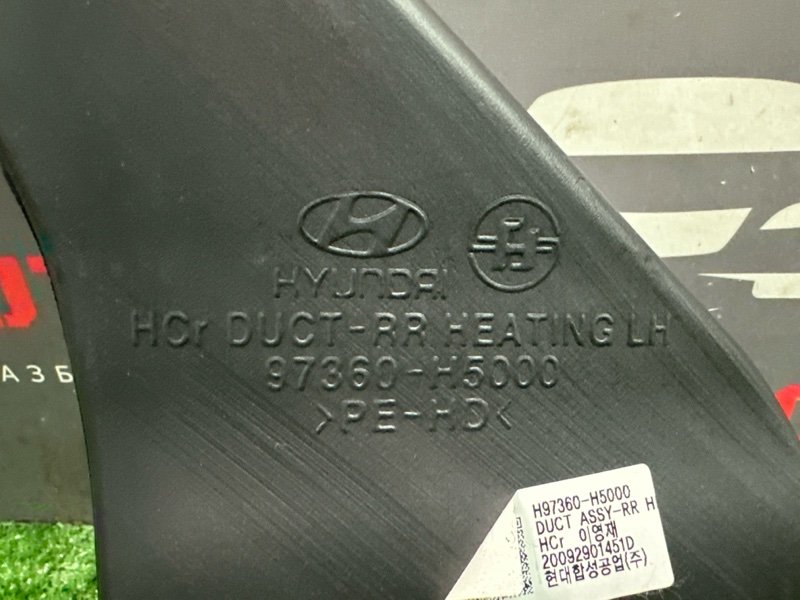 HYUNDAI
HCr DUCT-RR HEATING LH
97360-H5000
>PE-HD<
H97360-H5000
DUCT ASSY-RR H
HCr 이영재
20092901451D
현대합성공업(주)
АЗБ